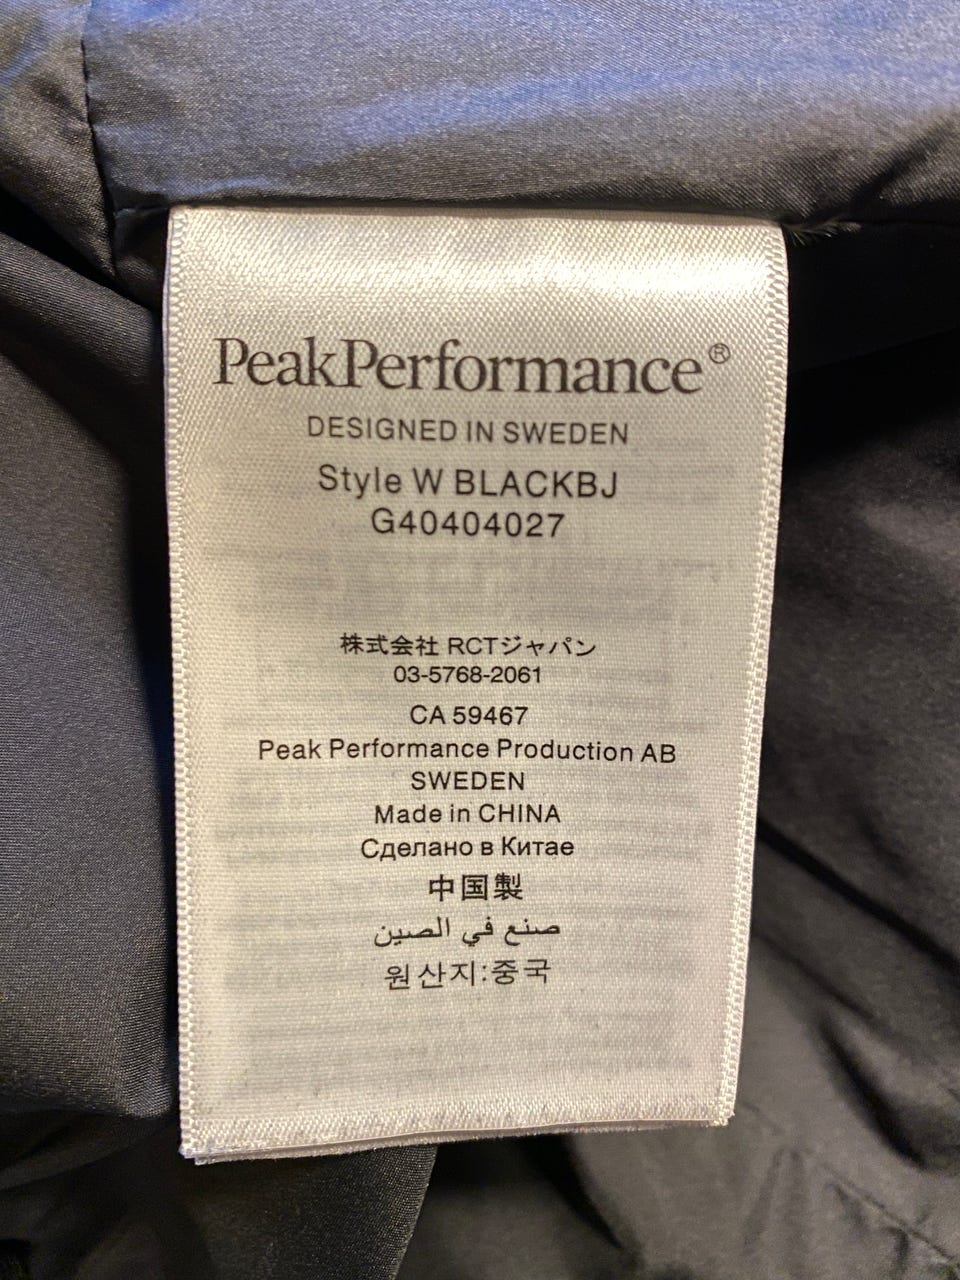 PeakPerformance®
DESIGNED IN SWEDEN
Style W BLACKBJ
G40404027
株式会社 RCTジャパン
03-5768-2061
CA 59467
Peak Performance Production AB
SWEDEN
Made in CHINA
Сделано в Китае
中国製
صنع في الصين
원산지:중국